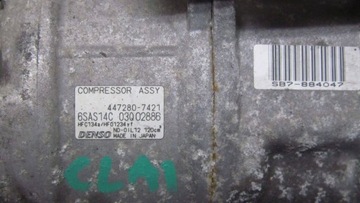 COMPRESSOR ASSY
447280-7421
6SAS14C 03Q02886
HFC134a/HFO1234yf
ND-OIL12 120cm³
DENSO MADE IN JAPAN
SB7-884047
CLA1